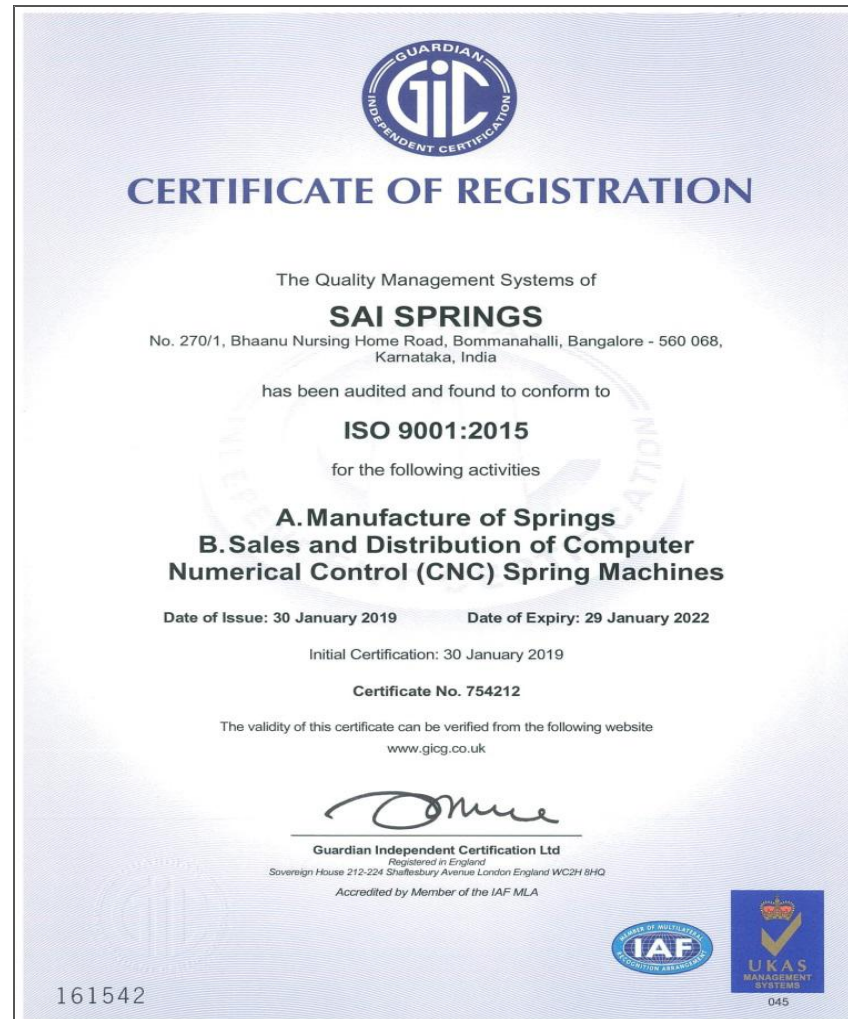 GUARDIAN
GiC
INDEPENDENT CERTIFICATION
CERTIFICATE OF REGISTRATION
The Quality Management Systems of
SAI SPRINGS
No. 270/1, Bhaanu Nursing Home Road, Bommanahalli, Bangalore - 560 068,
Karnataka, India
has been audited and found to conform to
ISO 9001:2015
for the following activities
A.Manufacture of Springs
B.Sales and Distribution of Computer
Numerical Control (CNC) Spring Machines
Date of Issue: 30 January 2019 Date of Expiry: 29 January 2022
Initial Certification: 30 January 2019
Certificate No. 754212
The validity of this certificate can be verified from the following website
www.gicg.co.uk
Guardian Independent Certification Ltd
Registered in England
Sovereign House 212-224 Shaftesbury Avenue London England WC2H 8HQ
Accredited by Member of the IAF MLA
MEMBER OF MULTILATERAL
IAF
RECOGNITION ARRANGEMENT
UKAS
MANAGEMENT
SYSTEMS
045
161542